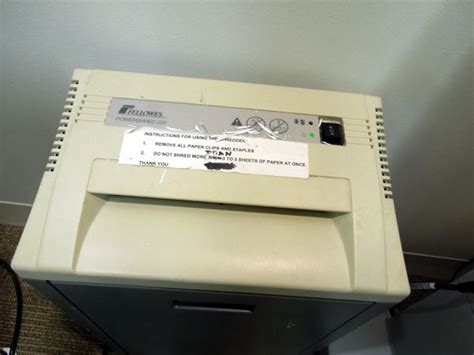 FELLOWES
POWERSHRED 220
INSTRUCTIONS FOR USING THE SHREDDER:
1. REMOVE ALL PAPER CLIPS AND STAPLES
2. DO NOT SHRED MORE THAN 5 SHEETS OF PAPER AT ONCE.
THANK YOU